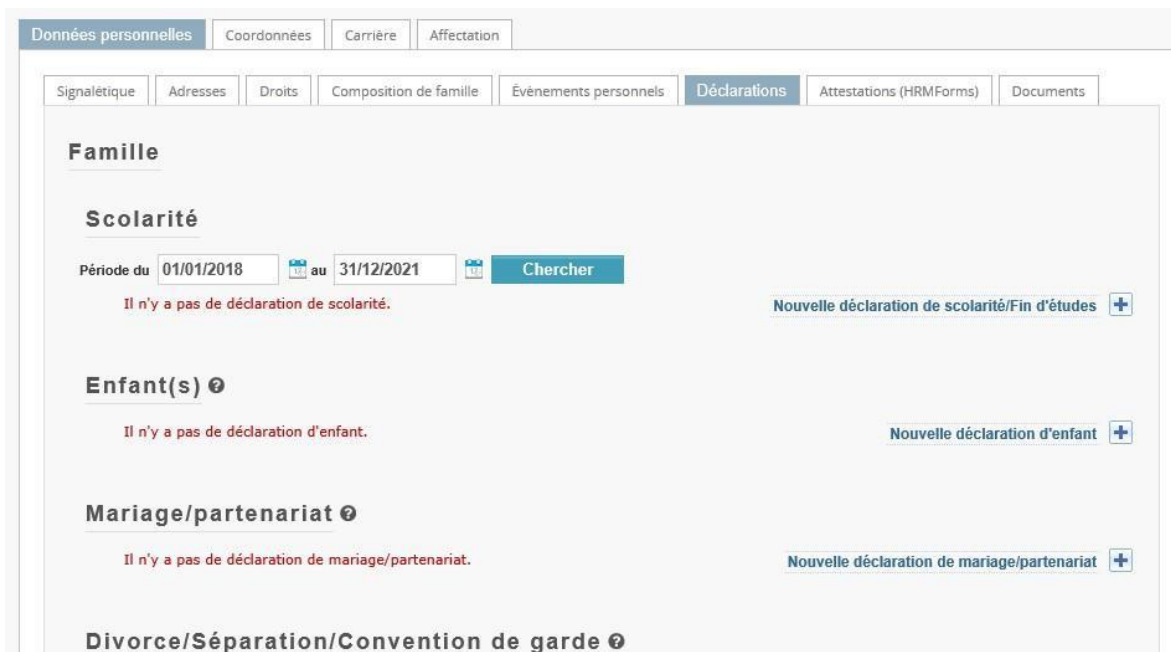 Données personnelles Coordonnées Carrière Affectation
Signalétique Adresses Droits Composition de famille Évènements personnels Déclarations Attestations (HRMForms) Documents
Famille
Scolarité
Période du 01/01/2018 au 31/12/2021 Chercher
Il n'y a pas de déclaration de scolarité. Nouvelle déclaration de scolarité/Fin d'études
Enfant(s)
Il n'y a pas de déclaration d'enfant. Nouvelle déclaration d'enfant
Mariage/partenariat
Il n'y a pas de déclaration de mariage/partenariat. Nouvelle déclaration de mariage/partenariat
Divorce/Séparation/Convention de garde